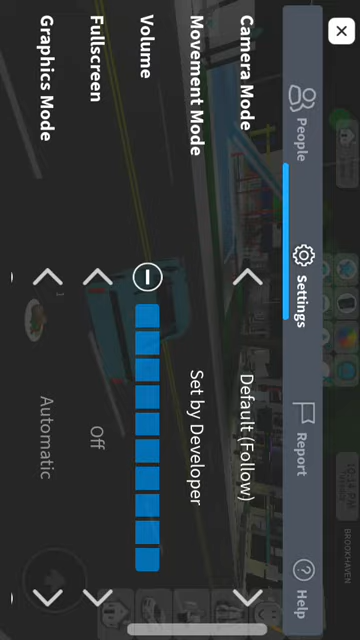 People
Settings
Report
Help
Camera Mode
Default (Follow)
Movement Mode
Set by Developer
Volume
Fullscreen
Off
Graphics Mode
Automatic
BROOKHAVEN